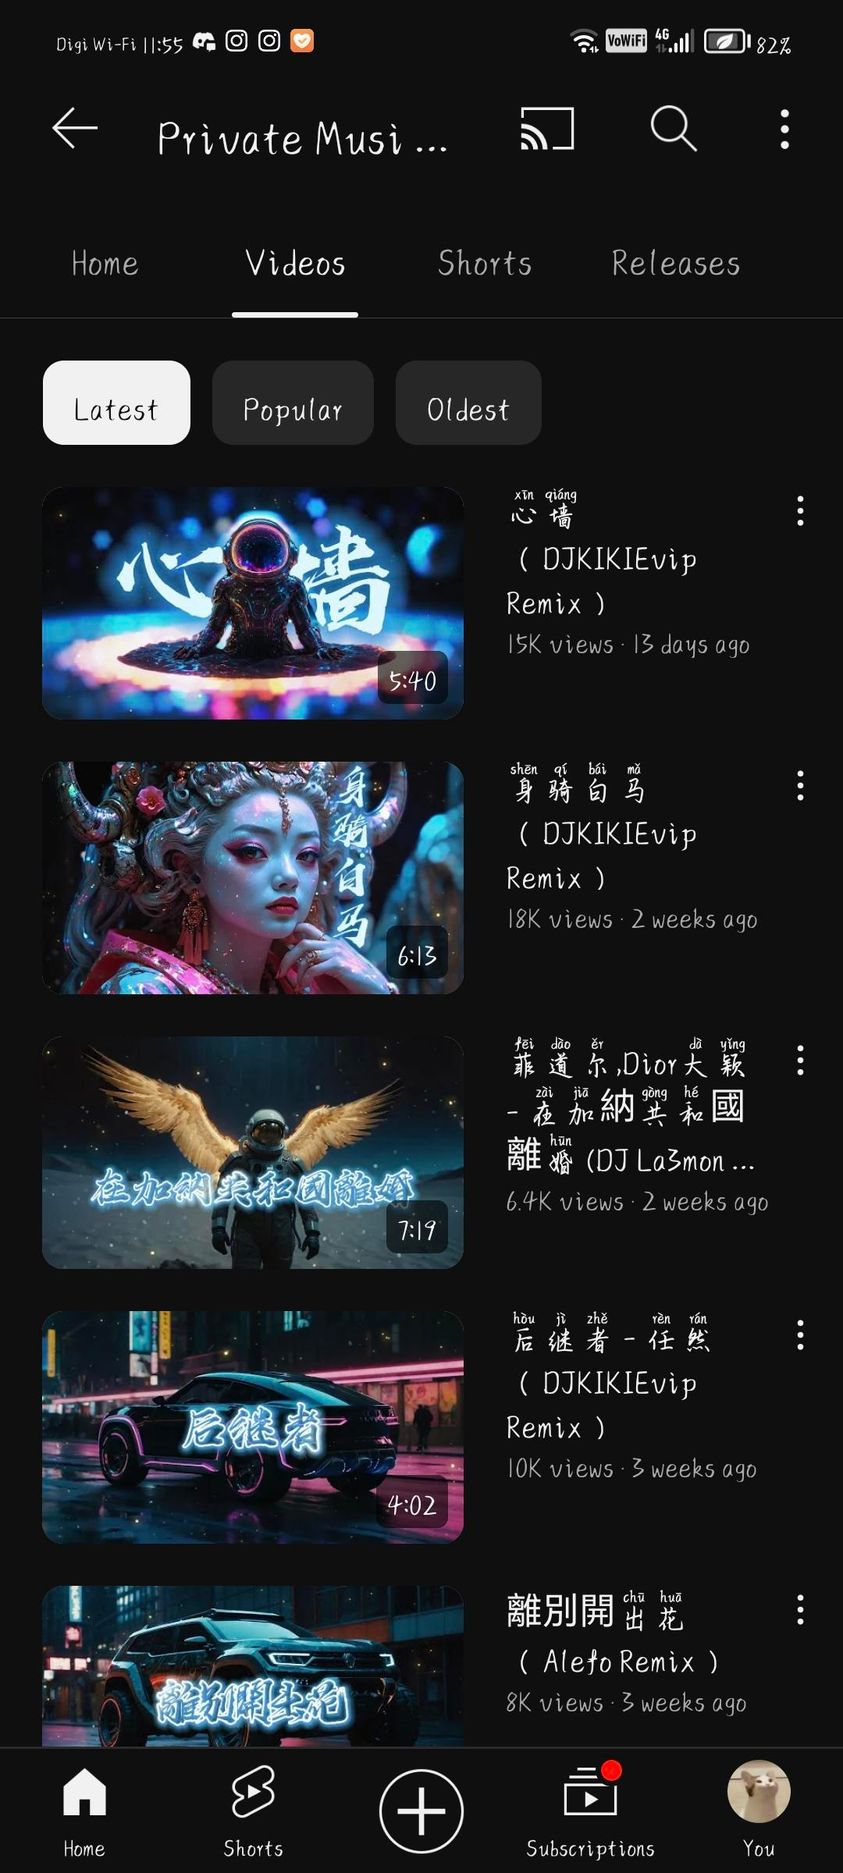 Digi Wi-Fi 11:55 VoWiFi 4G 82%
Private Musi ...
Home Videos Shorts Releases
Latest Popular Oldest
心墙
5:40
xīn qiáng
心 墙
( DJKIKIEvip
Remix )
15K views · 13 days ago
身骑白马
6:13
shēn qí bái mǎ
身 骑 白 马
( DJKIKIEvip
Remix )
18K views · 2 weeks ago
在加納共和國離婚
7:19
fēi dào ěr dà yǐng
菲 道 尔 ,Dior 大 颖
zài jiā gòng hé
- 在 加 納 共 和 國
hūn
離 婚 (DJ La3mon ...
6.4K views · 2 weeks ago
后继者
4:02
hòu jì zhě rèn rán
后 继 者 - 任 然
( DJKIKIEvip
Remix )
10K views · 3 weeks ago
離別開出花
chū huā
離別開 出 花
( Alefo Remix )
8K views · 3 weeks ago
Home Shorts Subscriptions You